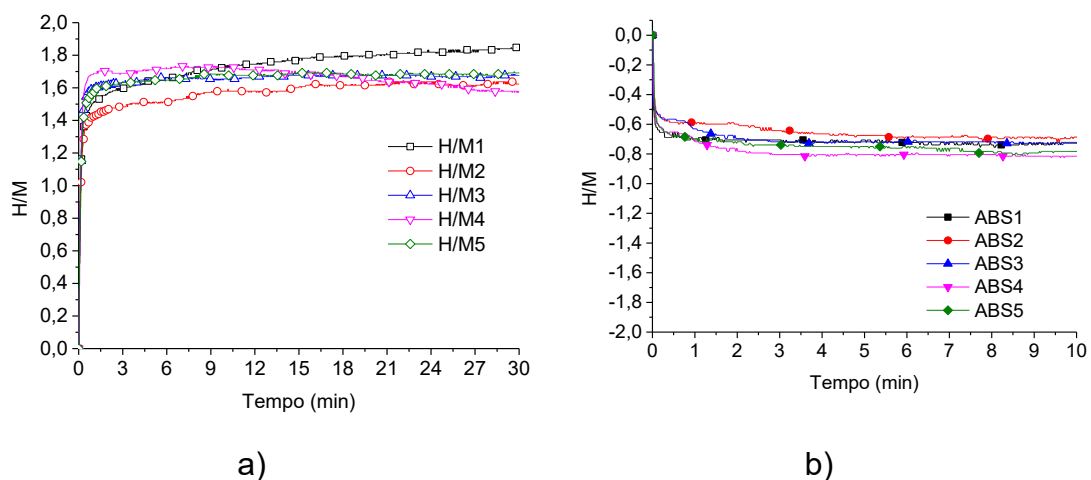 2,0
1,8
1,6
1,4
1,2
1,0
0,8
0,6
0,4
0,2
0,0
H/M
0 3 6 9 12 15 18 21 24 27 30
Tempo (min)
H/M1
H/M2
H/M3
H/M4
H/M5
a)
0,0
-0,2
-0,4
-0,6
-0,8
-1,0
-1,2
-1,4
-1,6
-1,8
-2,0
H/M
0 1 2 3 4 5 6 7 8 9 10
Tempo (min)
ABS1
ABS2
ABS3
ABS4
ABS5
b)